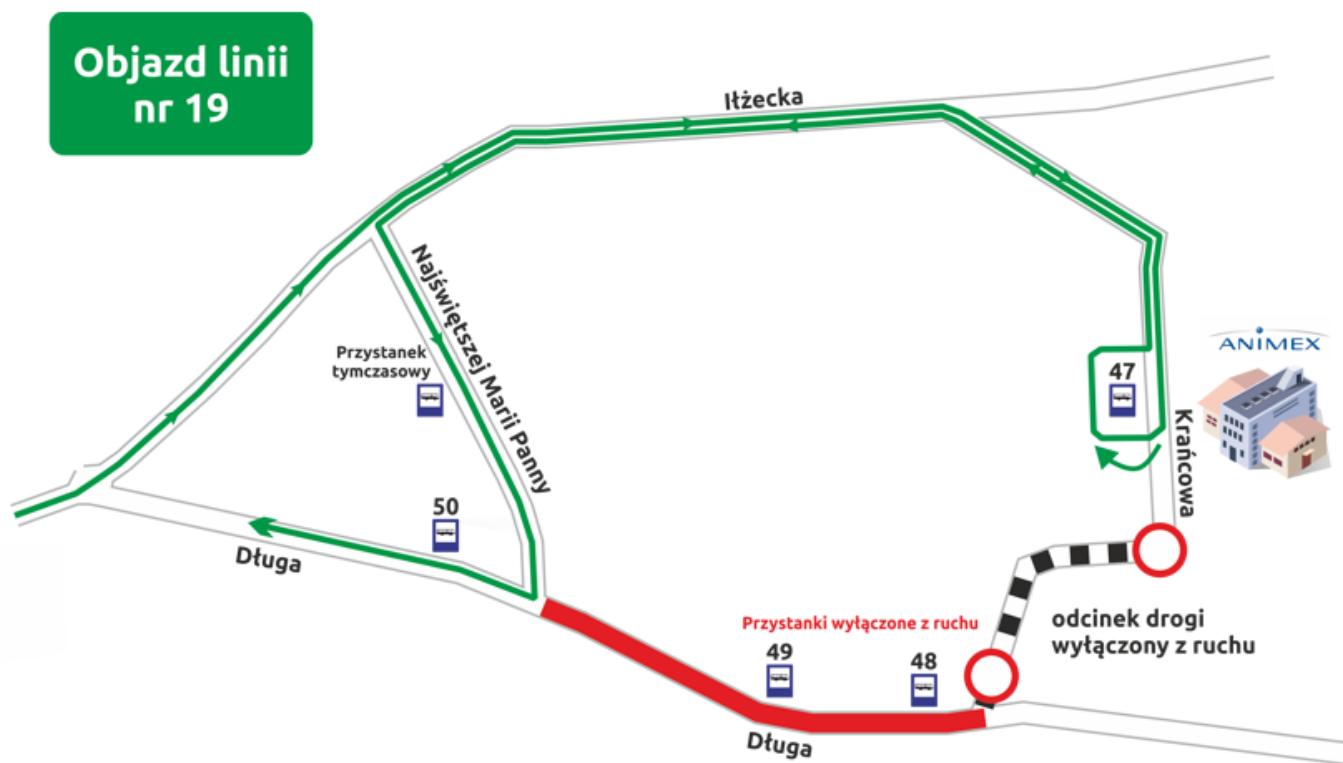 Objazd linii
nr 19
Iłżecka
Najświętszej Marii Panny
Przystanek
tymczasowy
ANIMEX
47
Krańcowa
50
Długa
Przystanki wyłączone z ruchu
49
48
odcinek drogi
wyłączony z ruchu
Długa